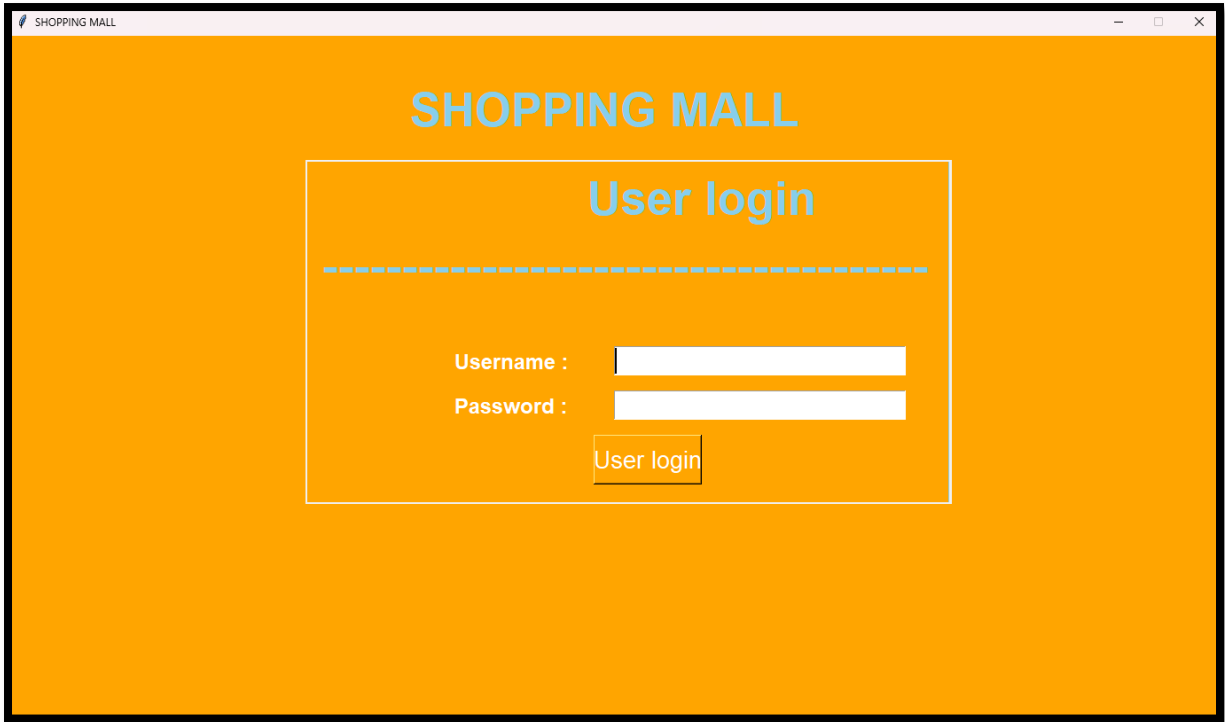 SHOPPING MALL
SHOPPING MALL
User login
---------------------------------------
Username :
Password :
User login